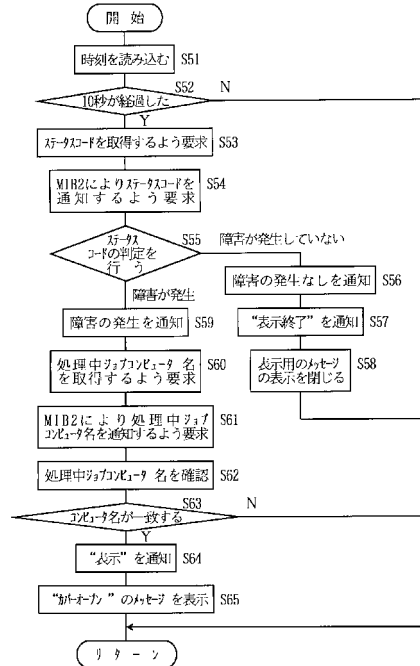 開始
時刻を読み込む S51
S52
10秒が経過した N
Y
ステータスコードを取得するよう要求 S53
MIB2によりステータスコードを
通知するよう要求 S54
ステータス
コードの判定を
行う
S55
障害が発生していない
障害が発生
障害の発生なしを通知 S56
“表示終了”を通知 S57
表示用のメッセージ
の表示を閉じる S58
障害の発生を通知 S59
処理中ジョブコンピュータ名
を取得するよう要求 S60
MIB2により処理中ジョブ
コンピュータ名を通知するよう要求 S61
処理中ジョブコンピュータ名を確認 S62
S63
コンピュータ名が一致する N
Y
“表示”を通知 S64
“カバーオープン”のメッセージを表示 S65
リターン